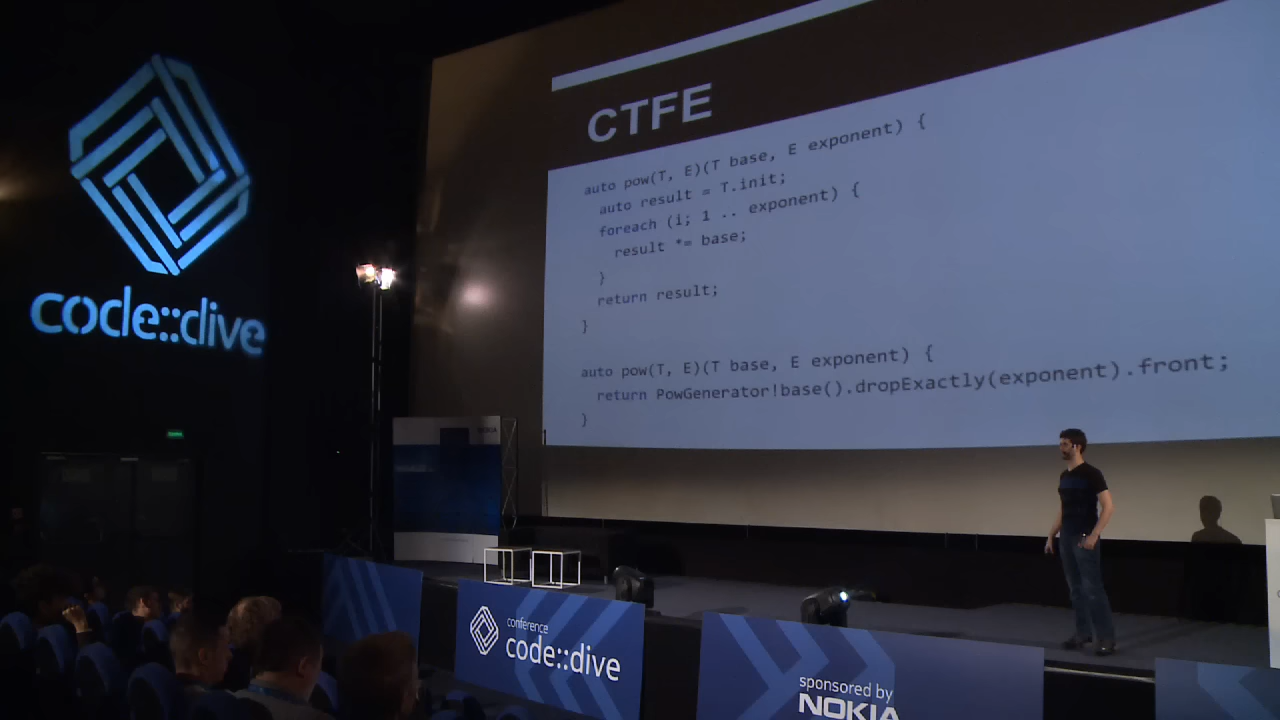 code::dive
CTFE
auto pow(T, E)(T base, E exponent) {
auto result = T.init;
foreach (i; 1 .. exponent) {
result *= base;
}
return result;
}
auto pow(T, E)(T base, E exponent) {
return PowGenerator!base().dropExactly(exponent).front;
}
NOKIA
conference
code::dive
sponsored by
NOKIA